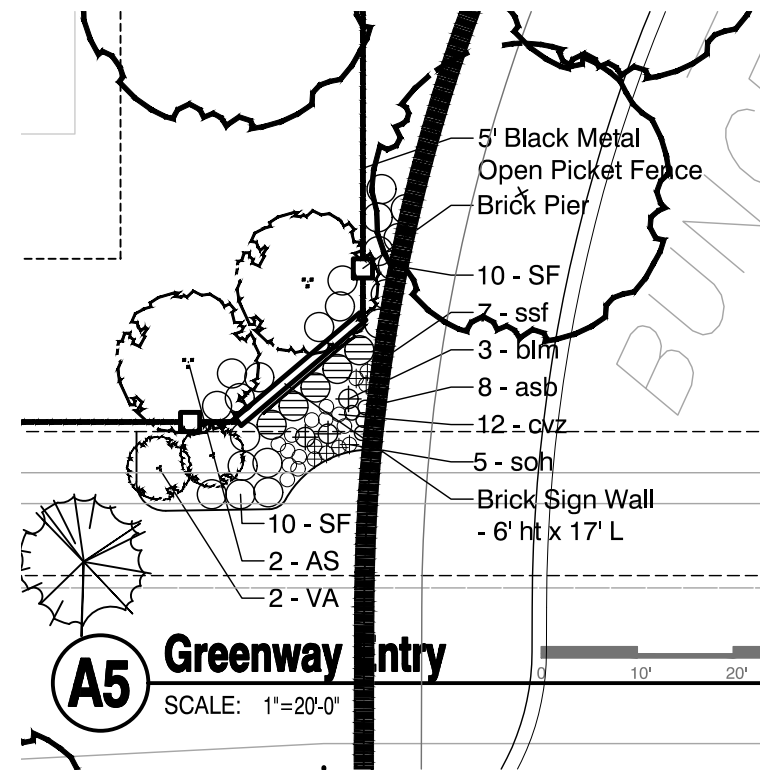 5' Black Metal
Open Picket Fence
Brick Pier
10 - SF
7 - ssf
3 - blm
8 - asb
12 - cvz
5 - soh
Brick Sign Wall
- 6' ht x 17' L
10 - SF
2 - AS
2 - VA
A5
Greenway Entry
SCALE: 1"=20'-0"
0 10' 20'
BUNG